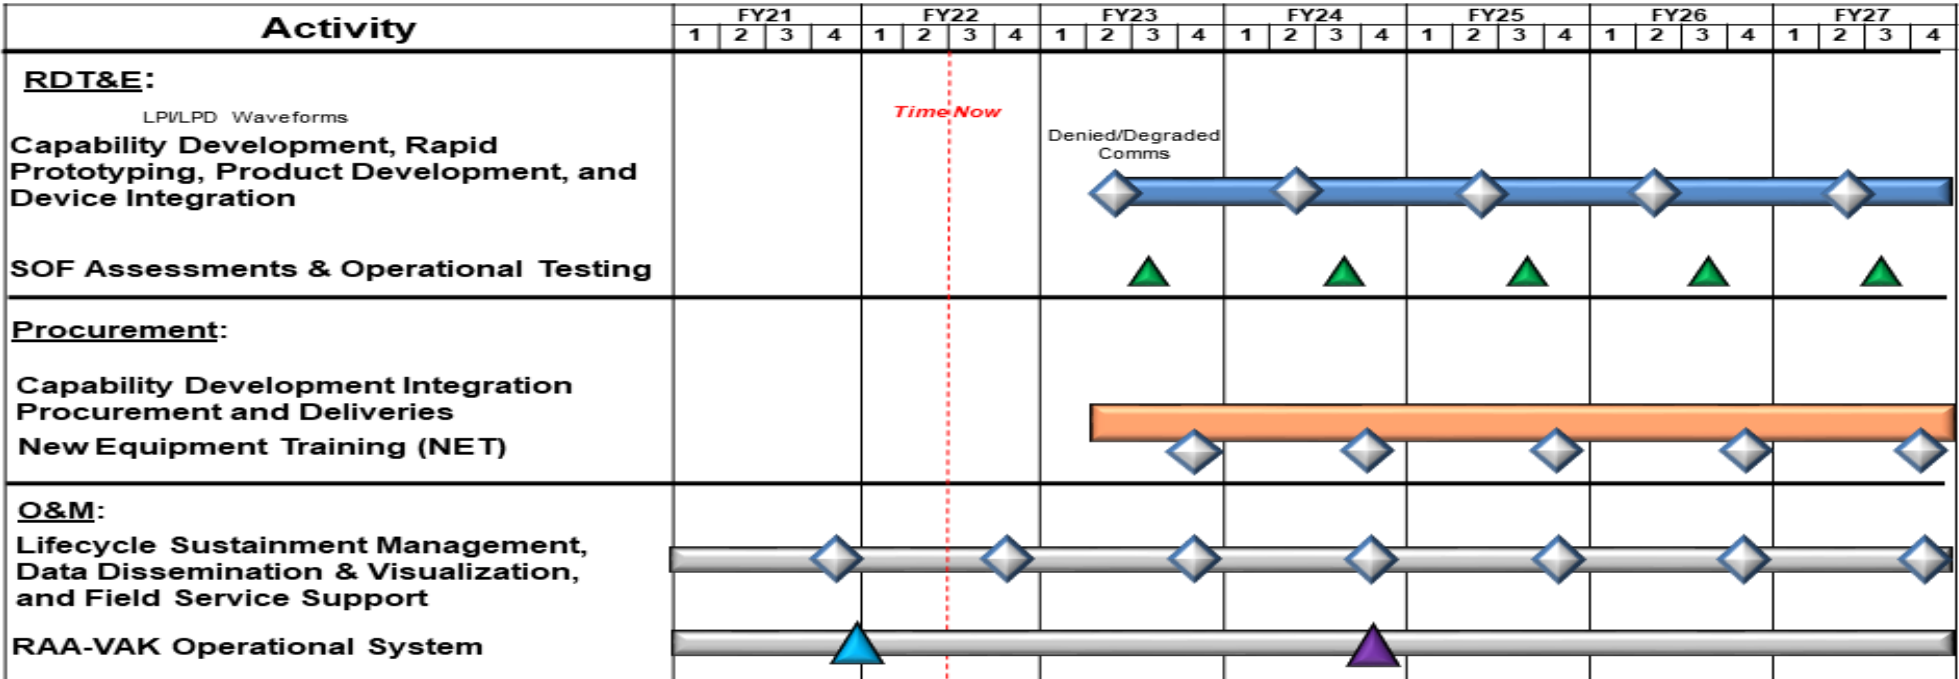 Activity
FY21 FY22 FY23 FY24 FY25 FY26 FY27
1 2 3 4 1 2 3 4 1 2 3 4 1 2 3 4 1 2 3 4 1 2 3 4 1 2 3 4
RDT&E:
LPI/LPD Waveforms
Time Now
Capability Development, Rapid
Prototyping, Product Development, and
Device Integration
Denied/Degraded
Comms
SOF Assessments & Operational Testing
Procurement:
Capability Development Integration
Procurement and Deliveries
New Equipment Training (NET)
O&M:
Lifecycle Sustainment Management,
Data Dissemination & Visualization,
and Field Service Support
RAA-VAK Operational System